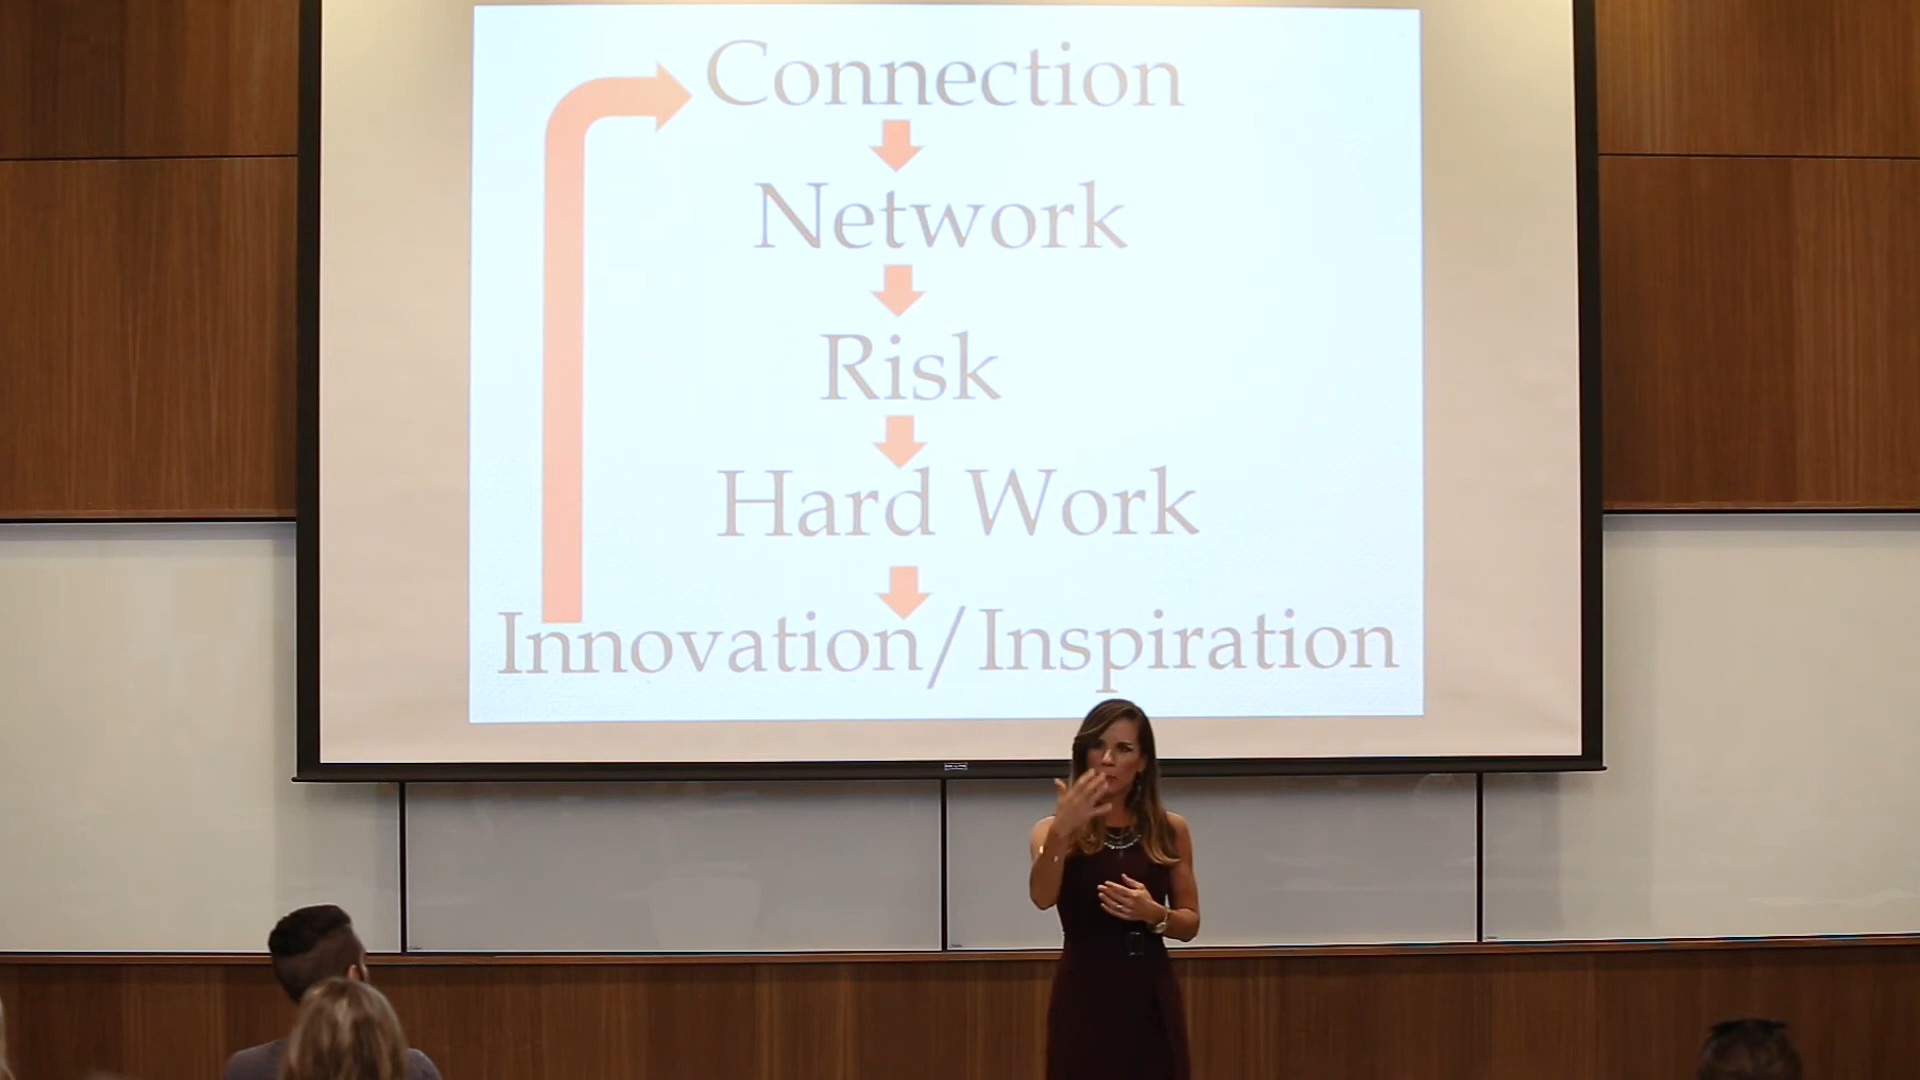 Connection
Network
Risk
Hard Work
Innovation/Inspiration